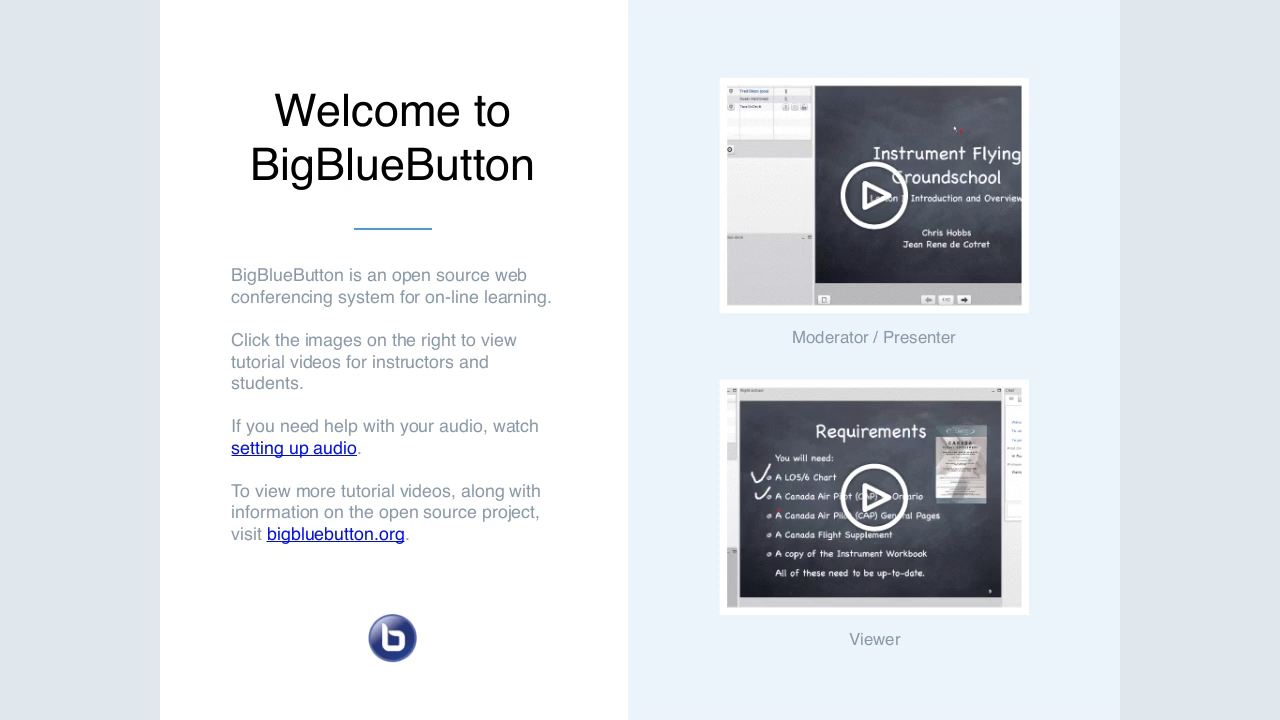 Welcome to
BigBlueButton
BigBlueButton is an open source web
conferencing system for on-line learning.
Click the images on the right to view
tutorial videos for instructors and
students.
If you need help with your audio, watch
setting up audio.
To view more tutorial videos, along with
information on the open source project,
visit bigbluebutton.org.
b
Instrument Flying
Groundschool
Introduction and Overview
Chris Hobbs
Jean Rene de Cotret
Moderator / Presenter
Requirements
You will need:
A LO5/6 Chart
A Canada Air Pilot (CAP) Ontario
A Canada Air Pilot (CAP) General Pages
A Canada Flight Supplement
A copy of the Instrument Workbook
All of these need to be up-to-date.
CANADA
Viewer